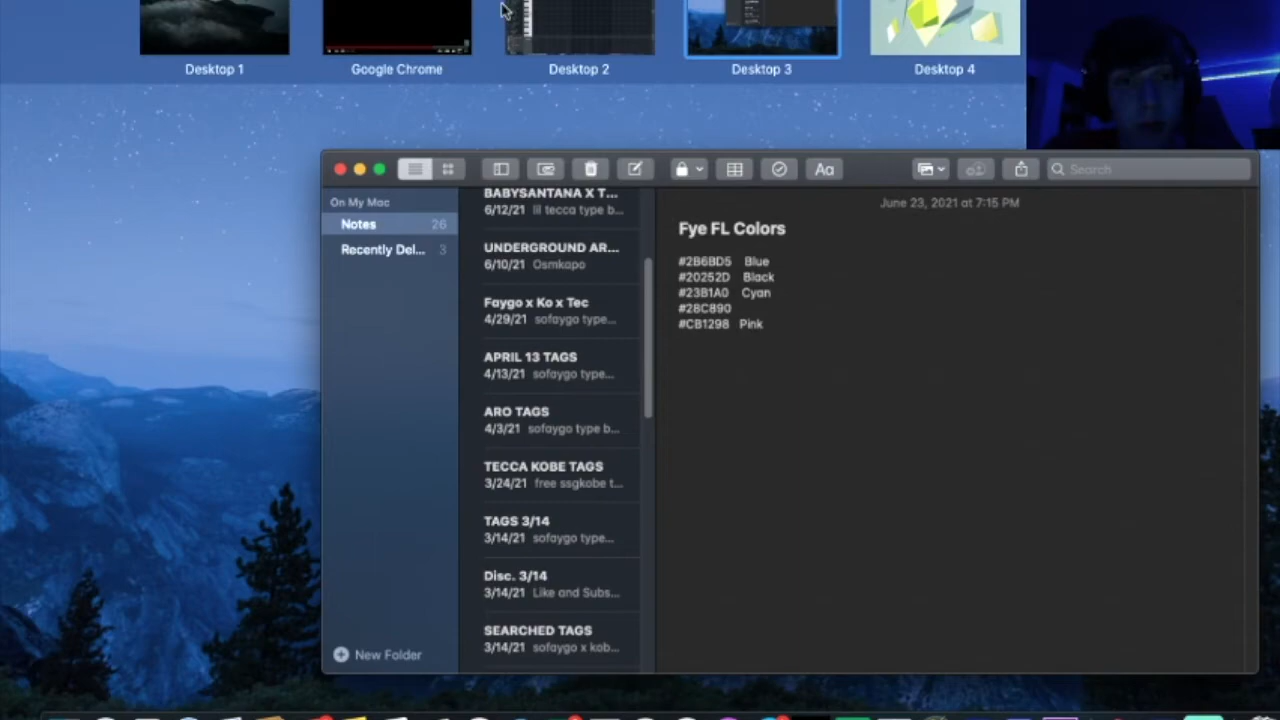 Desktop 1
Google Chrome
Desktop 2
Desktop 3
Desktop 4
Aa
Search
On My Mac
Notes 26
Recently Del... 3
New Folder
BABYSANTANA X T...
6/12/21 lil tecca type b...
UNDERGROUND AR...
6/10/21 Osmkapo
Faygo x Ko x Tec
4/29/21 sofaygo type...
APRIL 13 TAGS
4/13/21 sofaygo type...
ARO TAGS
4/3/21 sofaygo type b...
TECCA KOBE TAGS
3/24/21 free ssgkobe t...
TAGS 3/14
3/14/21 sofaygo type...
Disc. 3/14
3/14/21 Like and Subs...
SEARCHED TAGS
3/14/21 sofaygo x kob...
June 23, 2021 at 7:15 PM
Fye FL Colors
#2B6BD5 Blue
#20252D Black
#23B1A0 Cyan
#28C890
#CB1298 Pink